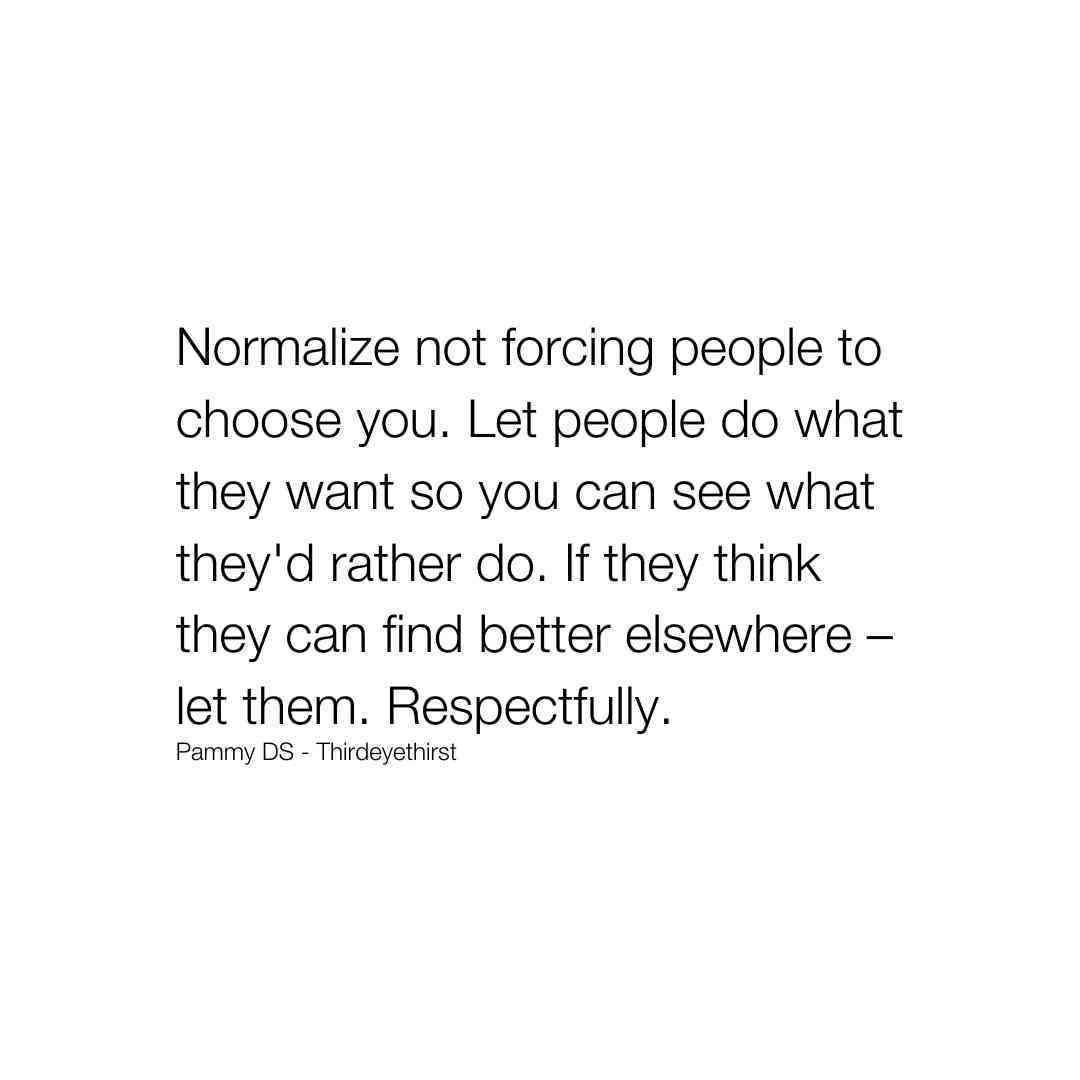 Normalize not forcing people to
choose you. Let people do what
they want so you can see what
they'd rather do. If they think
they can find better elsewhere –
let them. Respectfully.
Pammy DS - Thirdeyethirst